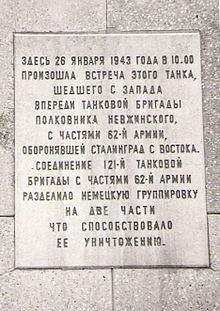 ЗДЕСЬ 26 ЯНВАРЯ 1943 ГОДА В 10.00
ПРОИЗОШЛА ВСТРЕЧА ЭТОГО ТАНКА,
ШЕДШЕГО С ЗАПАДА
ВПЕРЕДИ ТАНКОВОЙ БРИГАДЫ
ПОЛКОВНИКА НЕВЖИНСКОГО,
С ЧАСТЯМИ 62-Й АРМИИ,
ОБОРОНЯВШЕЙ СТАЛИНГРАД С ВОСТОКА.
СОЕДИНЕНИЕ 121-Й ТАНКОВОЙ
БРИГАДЫ С ЧАСТЯМИ 62-Й АРМИИ
РАЗДЕЛИЛО НЕМЕЦКУЮ ГРУППИРОВКУ
НА ДВЕ ЧАСТИ
ЧТО СПОСОБСТВОВАЛО
ЕЕ УНИЧТОЖЕНИЮ.